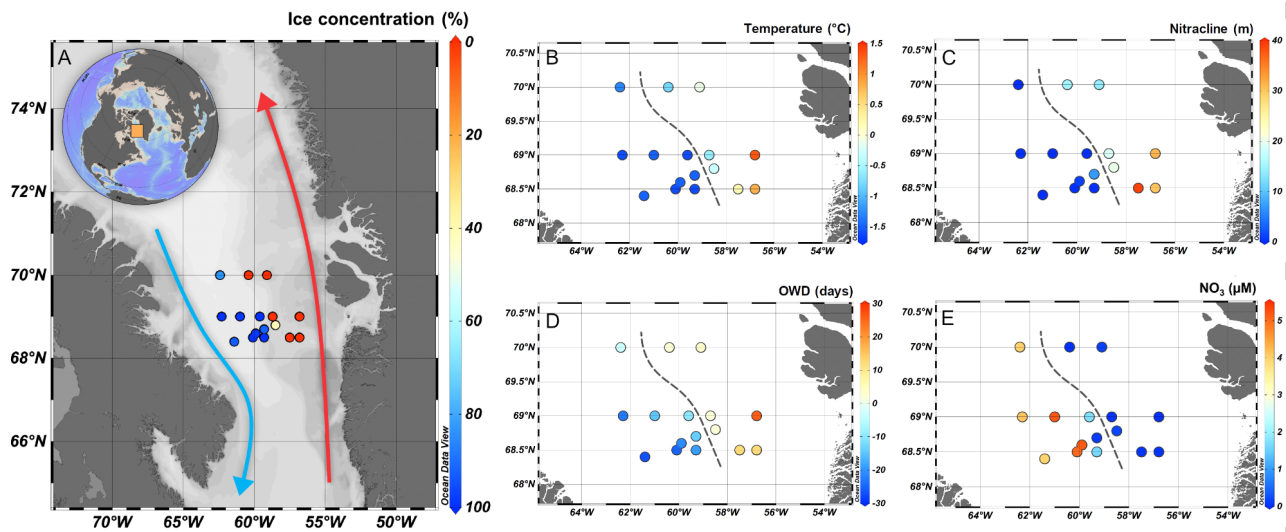 Ice concentration (%)
A
0
20
40
60
80
100
74°N
72°N
70°N
68°N
66°N
70°W
65°W
60°W
55°W
50°W
Ocean Data View
Temperature (°C)
B
70.5°N
70°N
69.5°N
69°N
68.5°N
68°N
64°W
62°W
60°W
58°W
56°W
54°W
1.5
1
0.5
0
-0.5
-1
-1.5
Ocean Data View
Nitracline (m)
C
70.5°N
70°N
69.5°N
69°N
68.5°N
68°N
64°W
62°W
60°W
58°W
56°W
54°W
40
30
20
10
0
Ocean Data View
OWD (days)
D
70.5°N
70°N
69.5°N
69°N
68.5°N
68°N
64°W
62°W
60°W
58°W
56°W
54°W
30
20
10
0
-10
-20
-30
Ocean Data View
NO₃ (µM)
E
70.5°N
70°N
69.5°N
69°N
68.5°N
68°N
64°W
62°W
60°W
58°W
56°W
54°W
5
4
3
2
1
0
Ocean Data View